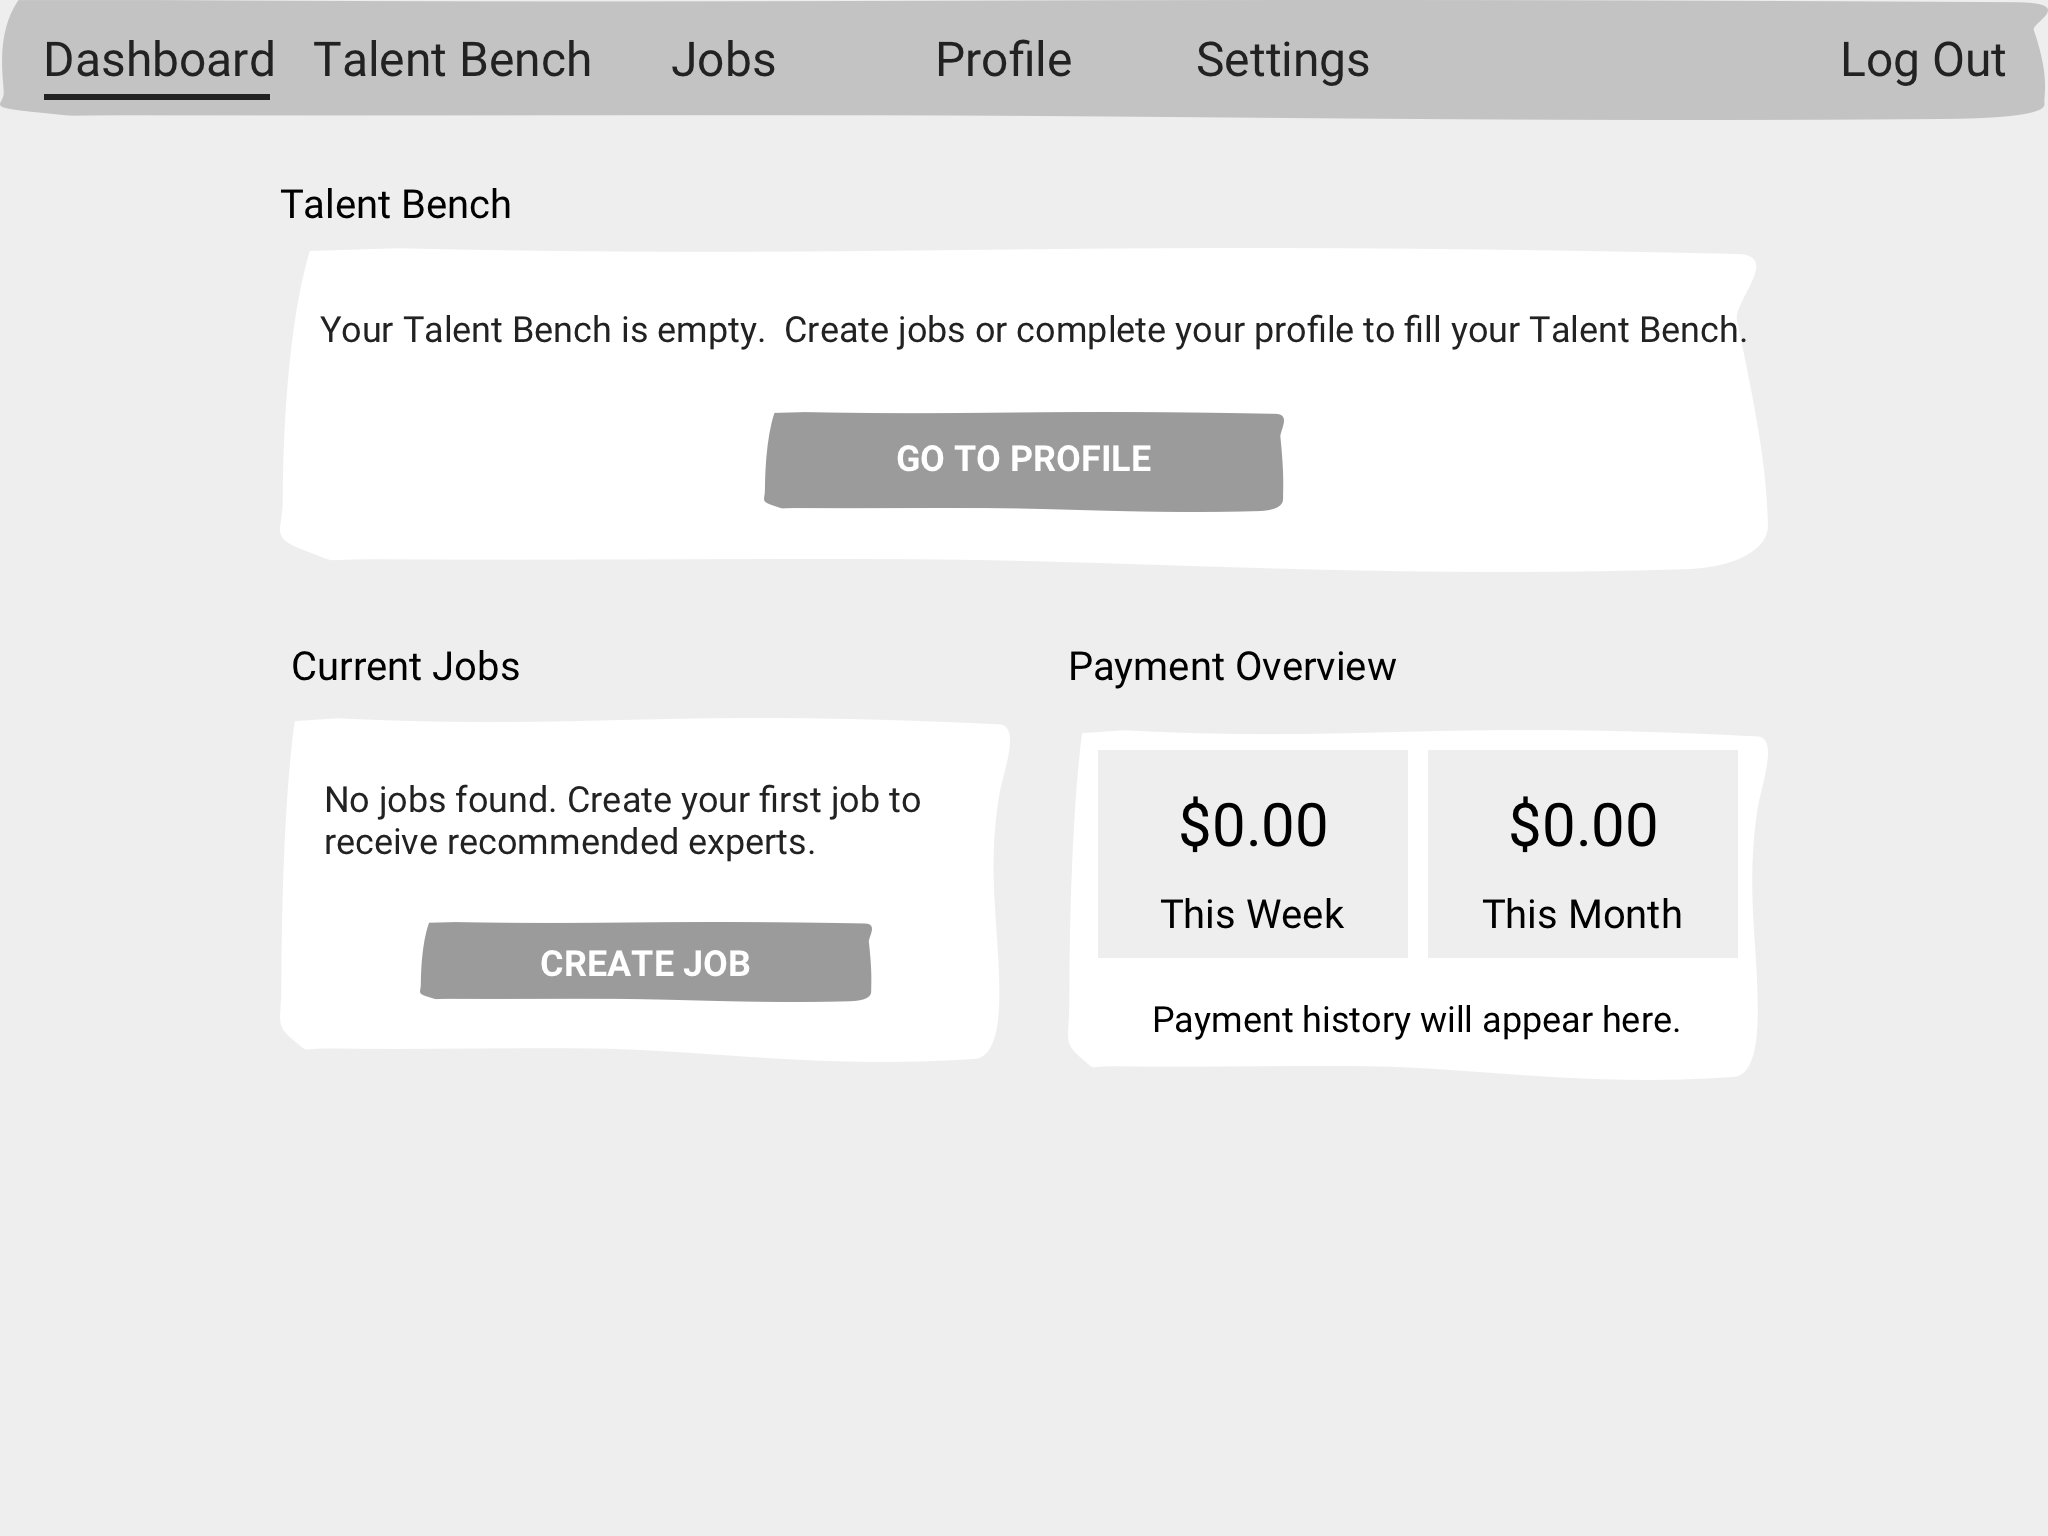 Dashboard Talent Bench Jobs Profile Settings Log Out
Talent Bench
Your Talent Bench is empty.  Create jobs or complete your profile to fill your Talent Bench.
GO TO PROFILE
Current Jobs
No jobs found. Create your first job to
receive recommended experts.
CREATE JOB
Payment Overview
$0.00
This Week
$0.00
This Month
Payment history will appear here.